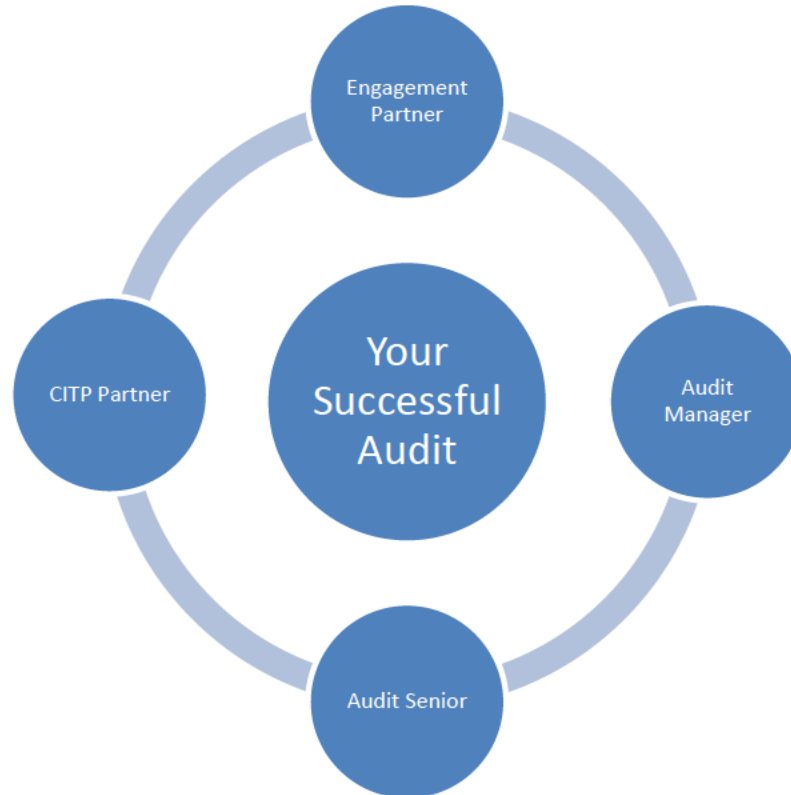 Engagement
Partner
CITP Partner
Your
Successful
Audit
Audit
Manager
Audit Senior